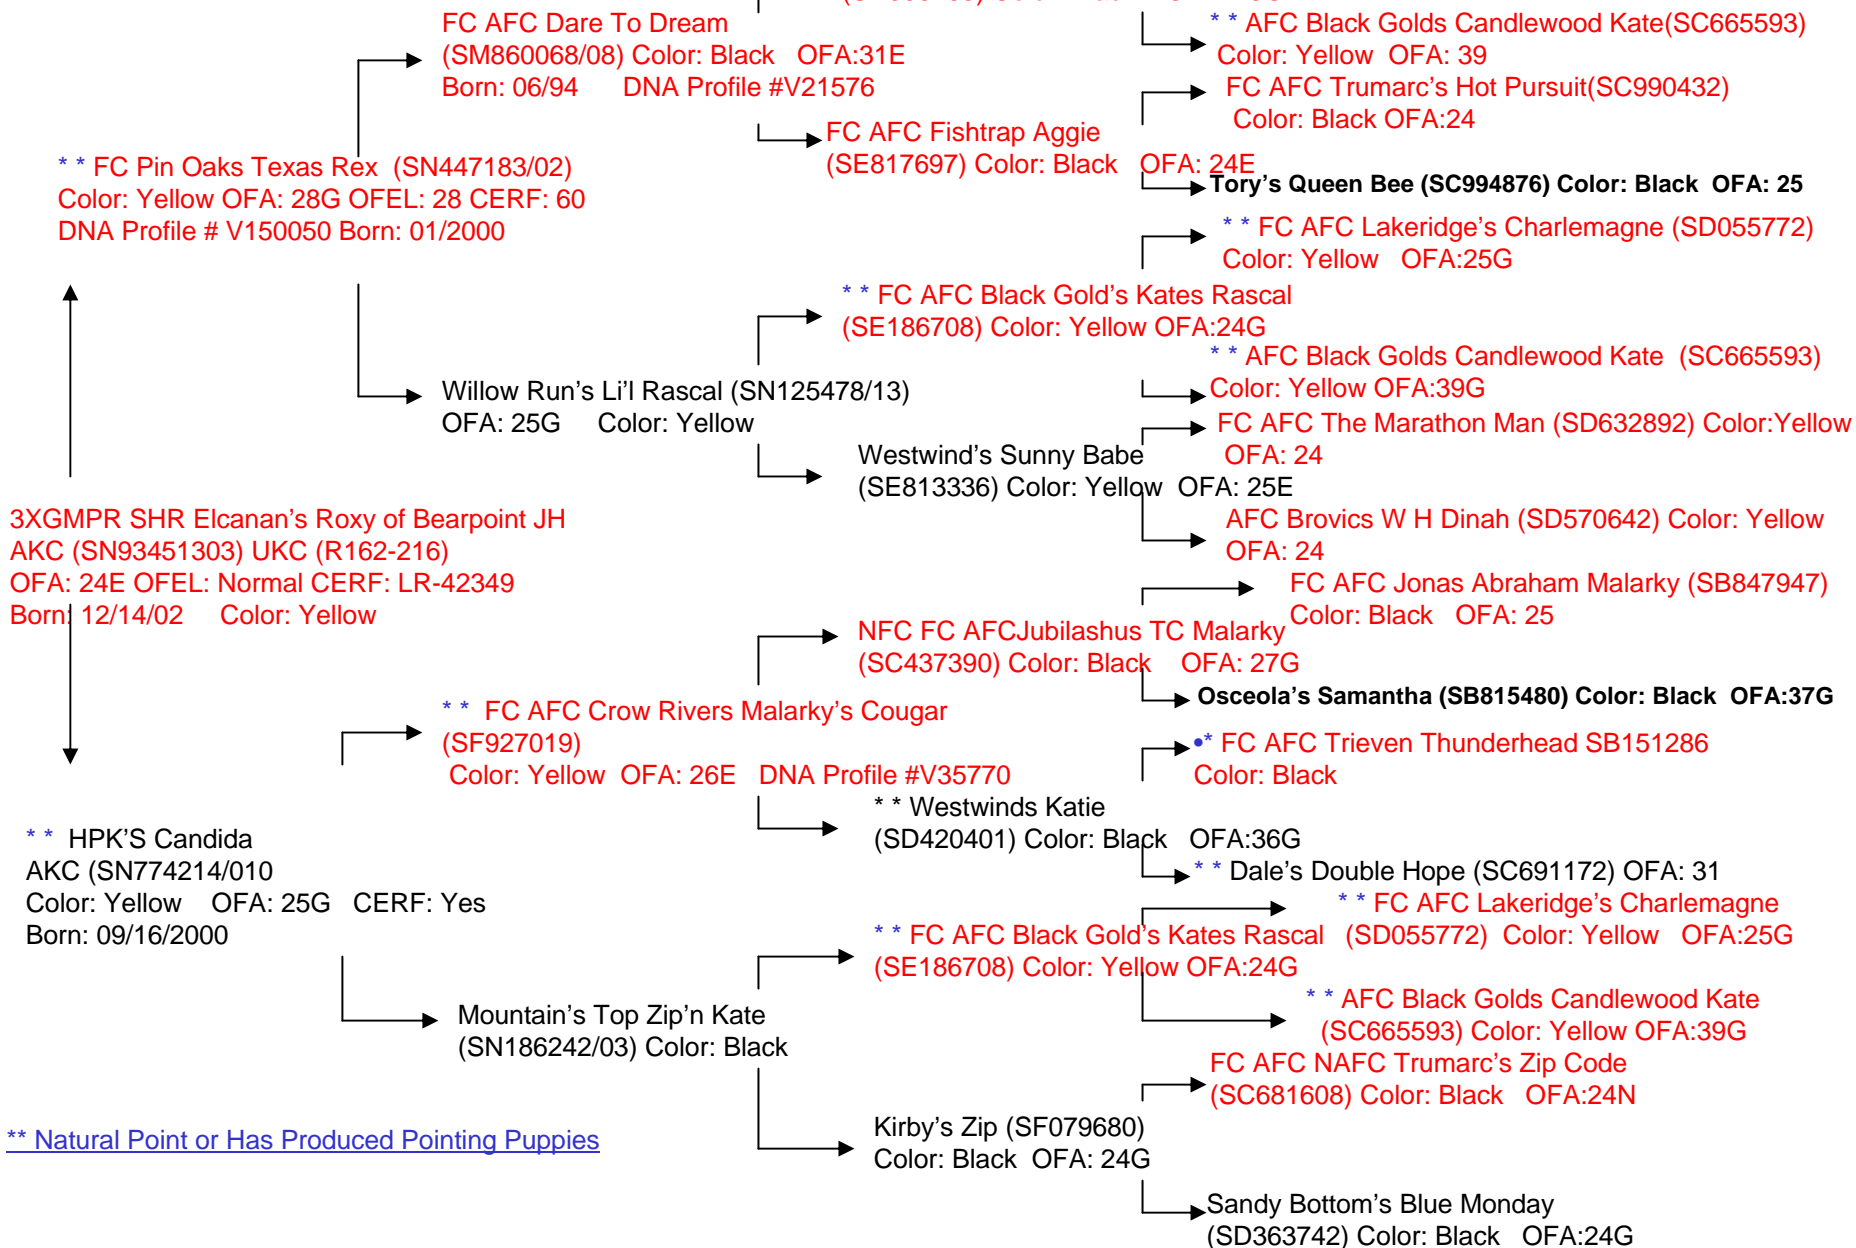 FC AFC Dare To Dream
(SM860068/08) Color: Black OFA:31E
Born: 06/94 DNA Profile #V21576
* * AFC Black Golds Candlewood Kate(SC665593)
Color: Yellow OFA: 39
FC AFC Trumarc's Hot Pursuit(SC990432)
Color: Black OFA:24
FC AFC Fishtrap Aggie
(SE817697) Color: Black OFA: 24E
Tory's Queen Bee (SC994876) Color: Black OFA: 25
* * FC Pin Oaks Texas Rex (SN447183/02)
Color: Yellow OFA: 28G OFEL: 28 CERF: 60
DNA Profile # V150050 Born: 01/2000
* * FC AFC Lakeridge's Charlemagne (SD055772)
Color: Yellow OFA:25G
* * FC AFC Black Gold's Kates Rascal
(SE186708) Color: Yellow OFA:24G
* * AFC Black Golds Candlewood Kate (SC665593)
Color: Yellow OFA:39G
Willow Run's Li'l Rascal (SN125478/13)
OFA: 25G Color: Yellow
FC AFC The Marathon Man (SD632892) Color:Yellow
OFA: 24
Westwind's Sunny Babe
(SE813336) Color: Yellow OFA: 25E
AFC Brovics W H Dinah (SD570642) Color: Yellow
OFA: 24
3XGMPR SHR Elcanan's Roxy of Bearpoint JH
AKC (SN93451303) UKC (R162-216)
OFA: 24E OFEL: Normal CERF: LR-42349
Born: 12/14/02 Color: Yellow
FC AFC Jonas Abraham Malarky (SB847947)
Color: Black OFA: 25
NFC FC AFCJubilashus TC Malarky
(SC437390) Color: Black OFA: 27G
Osceola's Samantha (SB815480) Color: Black OFA:37G
* * FC AFC Crow Rivers Malarky's Cougar
(SF927019)
Color: Yellow OFA: 26E DNA Profile #V35770
•* FC AFC Trieven Thunderhead SB151286
Color: Black
* * Westwinds Katie
(SD420401) Color: Black OFA:36G
* * Dale's Double Hope (SC691172) OFA: 31
* * HPK'S Candida
AKC (SN774214/010
Color: Yellow OFA: 25G CERF: Yes
Born: 09/16/2000
* * FC AFC Lakeridge's Charlemagne
(SD055772) Color: Yellow OFA:25G
* * FC AFC Black Gold's Kates Rascal
(SE186708) Color: Yellow OFA:24G
* * AFC Black Golds Candlewood Kate
(SC665593) Color: Yellow OFA:39G
Mountain's Top Zip'n Kate
(SN186242/03) Color: Black
FC AFC NAFC Trumarc's Zip Code
(SC681608) Color: Black OFA:24N
Kirby's Zip (SF079680)
Color: Black OFA: 24G
Sandy Bottom's Blue Monday
(SD363742) Color: Black OFA:24G
** Natural Point or Has Produced Pointing Puppies